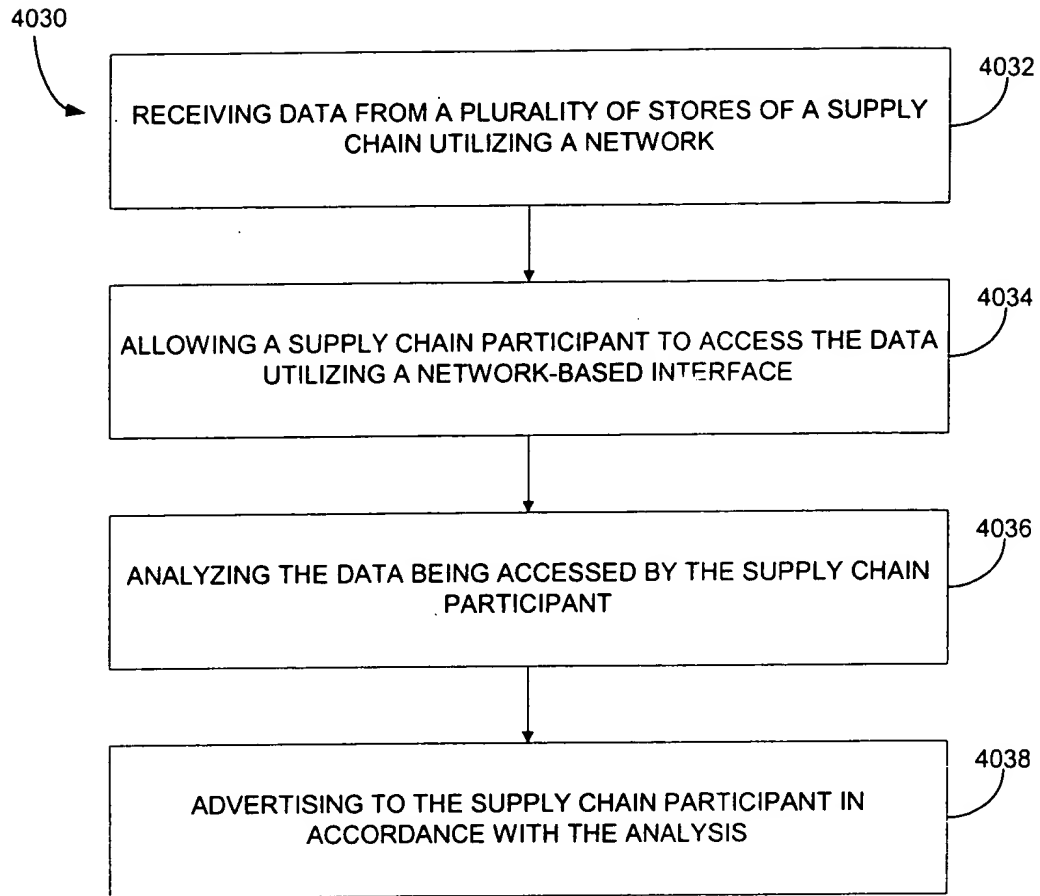 4030
4032
RECEIVING DATA FROM A PLURALITY OF STORES OF A SUPPLY
CHAIN UTILIZING A NETWORK
4034
ALLOWING A SUPPLY CHAIN PARTICIPANT TO ACCESS THE DATA
UTILIZING A NETWORK-BASED INTERFACE
4036
ANALYZING THE DATA BEING ACCESSED BY THE SUPPLY CHAIN
PARTICIPANT
4038
ADVERTISING TO THE SUPPLY CHAIN PARTICIPANT IN
ACCORDANCE WITH THE ANALYSIS